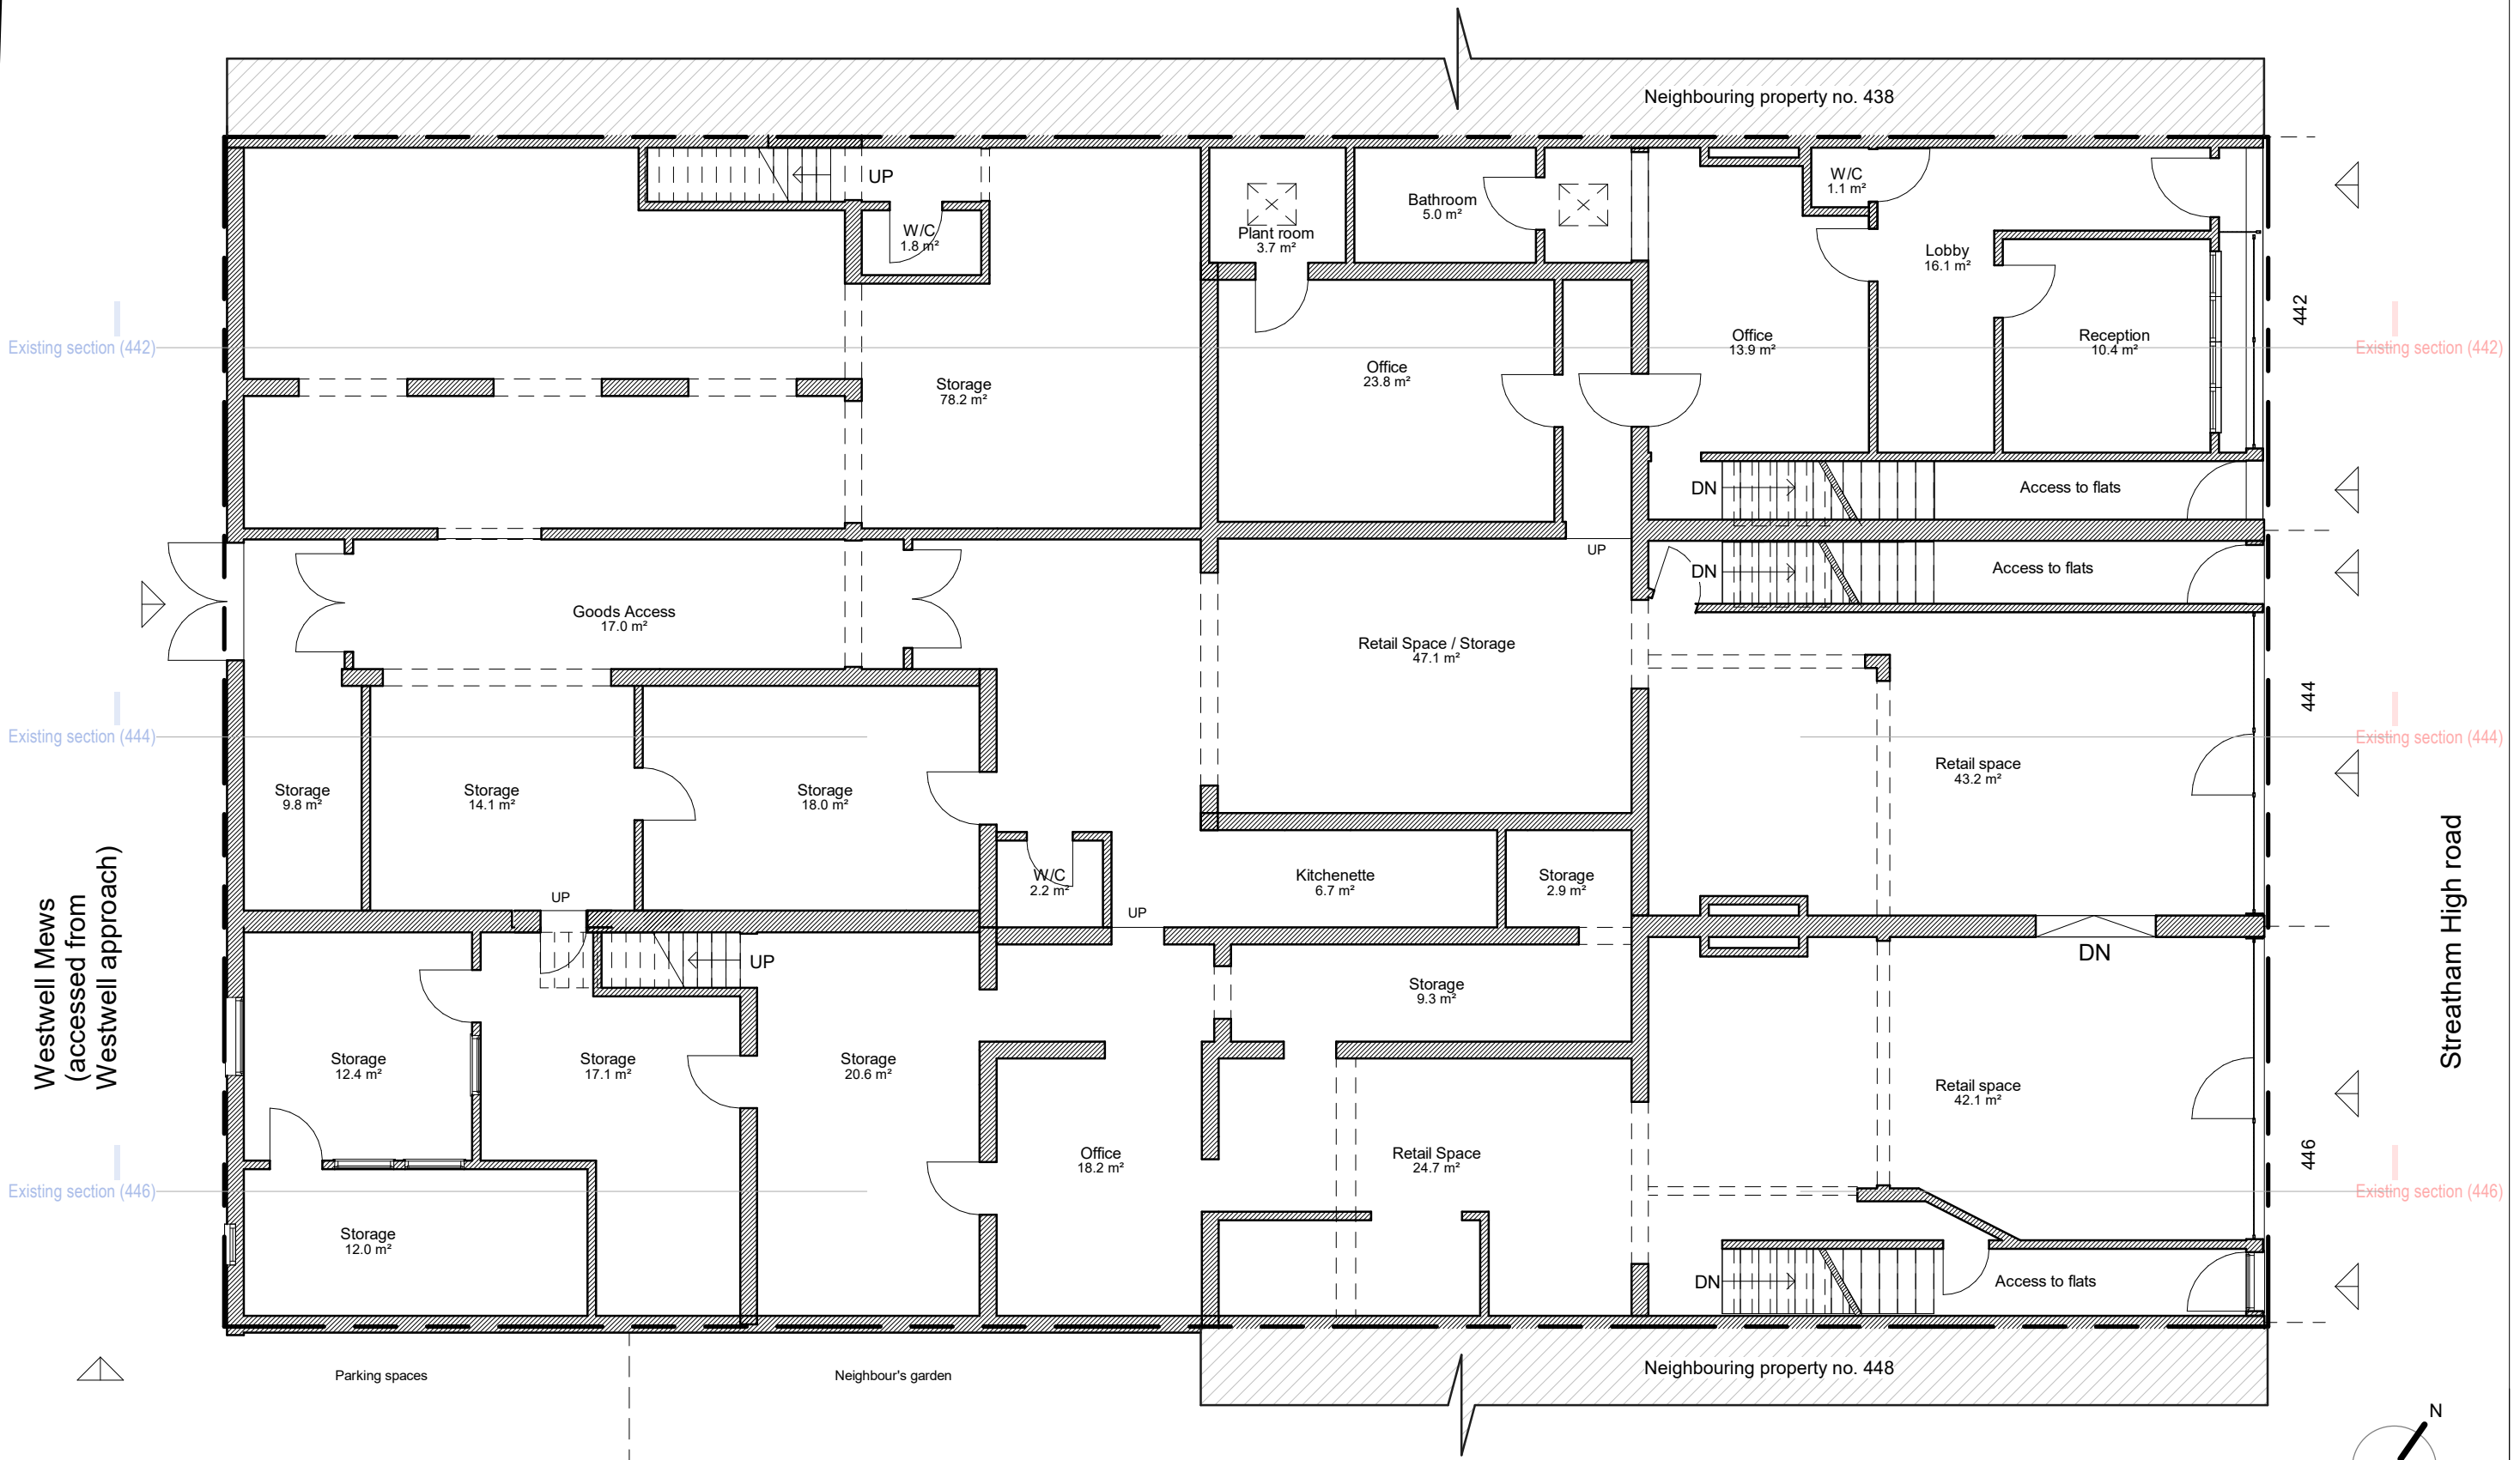 Neighbouring property no. 438
UP
W/C
1.8 m²
Plant room
3.7 m²
Bathroom
5.0 m²
W/C
1.1 m²
Lobby
16.1 m²
442
Existing section (442)
Storage
78.2 m²
Office
23.8 m²
Office
13.9 m²
Reception
10.4 m²
Existing section (442)
DN
Access to flats
UP
DN
Access to flats
Goods Access
17.0 m²
Retail Space / Storage
47.1 m²
444
Existing section (444)
Existing section (444)
Storage
9.8 m²
Storage
14.1 m²
Storage
18.0 m²
Retail space
43.2 m²
W/C
2.2 m²
Kitchenette
6.7 m²
Storage
2.9 m²
UP
UP
UP
DN
Westwell Mews
(accessed from
Westwell approach)
Streatham High road
Storage
9.3 m²
Storage
12.4 m²
Storage
17.1 m²
Storage
20.6 m²
Retail space
42.1 m²
Office
18.2 m²
Retail Space
24.7 m²
446
Existing section (446)
Existing section (446)
Storage
12.0 m²
DN
Access to flats
Parking spaces
Neighbour's garden
Neighbouring property no. 448
N